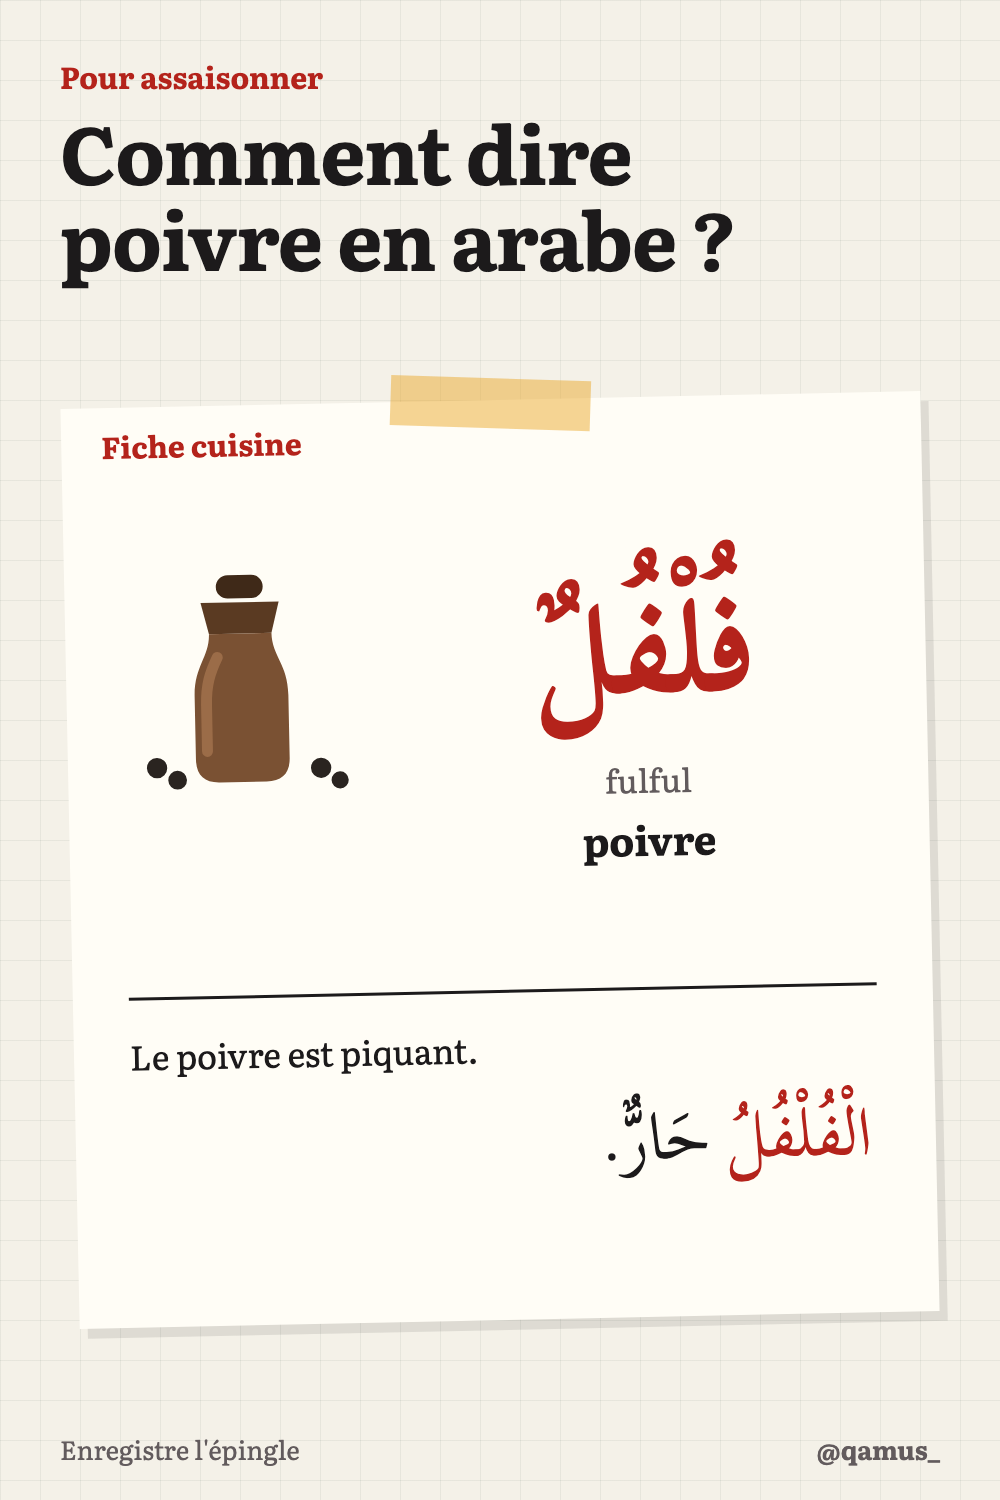 Pour assaisonner
Comment dire
poivre en arabe ?
Fiche cuisine
فُلْفُلٌ
fulful
poivre
Le poivre est piquant.
الْفُلْفُلُ حَارٌّ.
Enregistre l'épingle
@qamus_